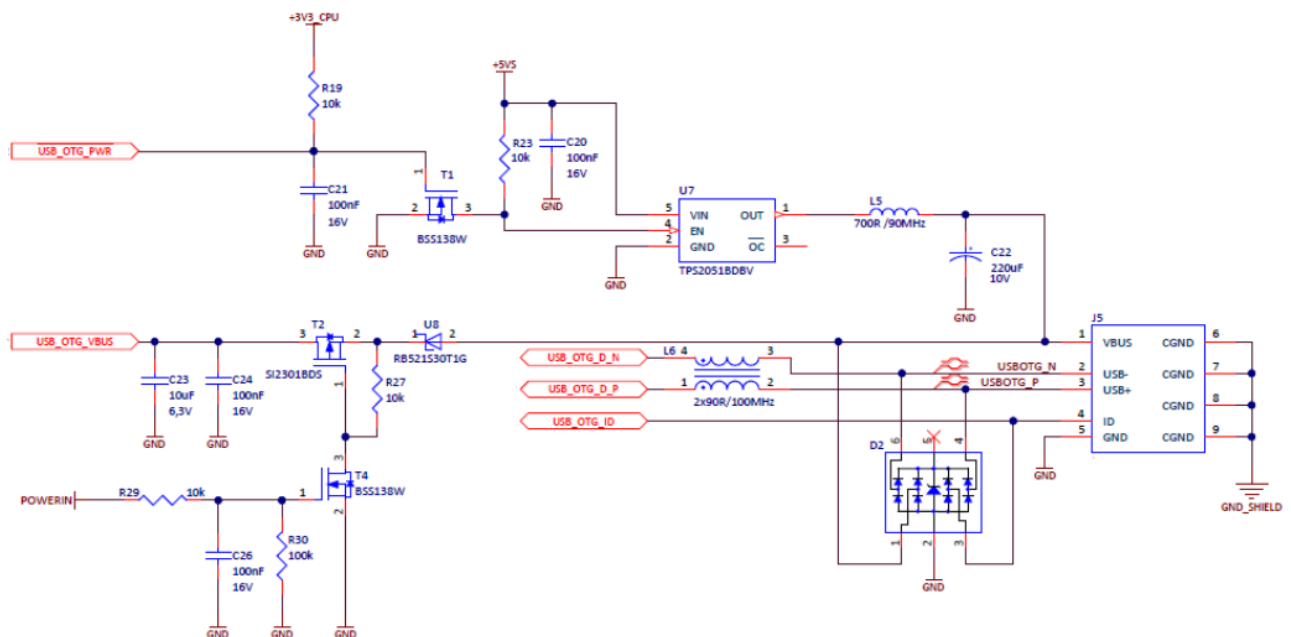 +3V3_CPU
R19
10k
USB_OTG_PWR
C21
100nF
16V
GND
1
T1
2
3
BSS138W
GND
+5VS
R23
10k
C20
100nF
16V
GND
U7
5
VIN
OUT
1
4
EN
2
GND
OC
3
TPS2051BDBV
GND
L5
700R /90MHz
C22
220uF
10V
GND
USB_OTG_VBUS
3
T2
2
1
SI2301BDS
1
U8
2
RB521S30T1G
C23
10uF
6,3V
GND
C24
100nF
16V
GND
R27
10k
3
T4
BSS138W
1
2
GND
POWERIN
R29
10k
C26
100nF
16V
GND
R30
100k
GND
USB_OTG_D_N
L6
4
3
USB_OTG_D_P
1
2
2x90R/100MHz
USB_OTG_ID
USBOTG_N
USBOTG_P
D2
6
5
4
1
2
3
GND
J5
1
VBUS
CGND
6
2
USB-
CGND
7
3
USB+
CGND
8
4
ID
5
GND
CGND
9
GND
GND_SHIELD